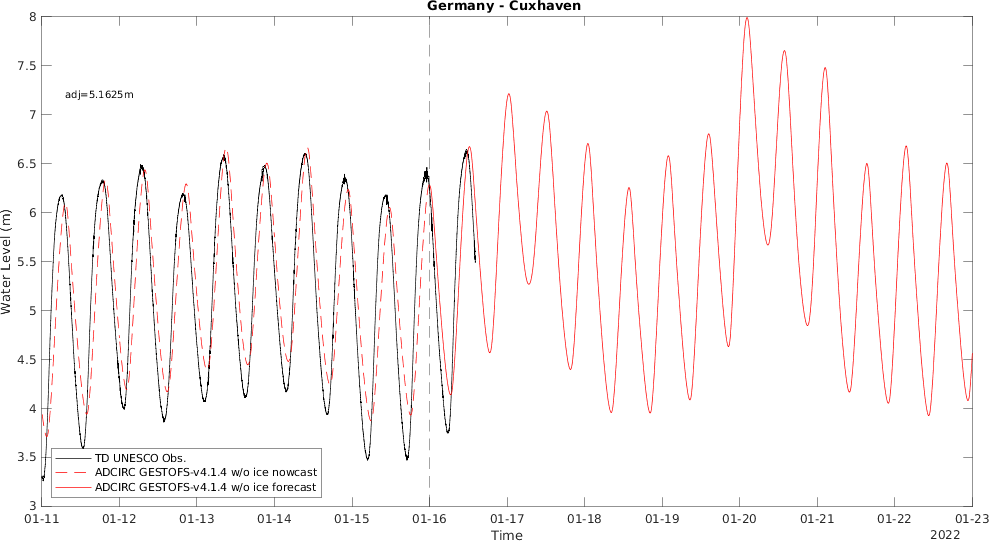 Germany - Cuxhaven
8
7.5
7
6.5
6
5.5
5
4.5
4
3.5
3
Water Level (m)
adj=5.1625m
TD UNESCO Obs.
ADCIRC GESTOFS-v4.1.4 w/o ice nowcast
ADCIRC GESTOFS-v4.1.4 w/o ice forecast
01-11 01-12 01-13 01-14 01-15 01-16 01-17 01-18 01-19 01-20 01-21 01-22 01-23
Time
2022